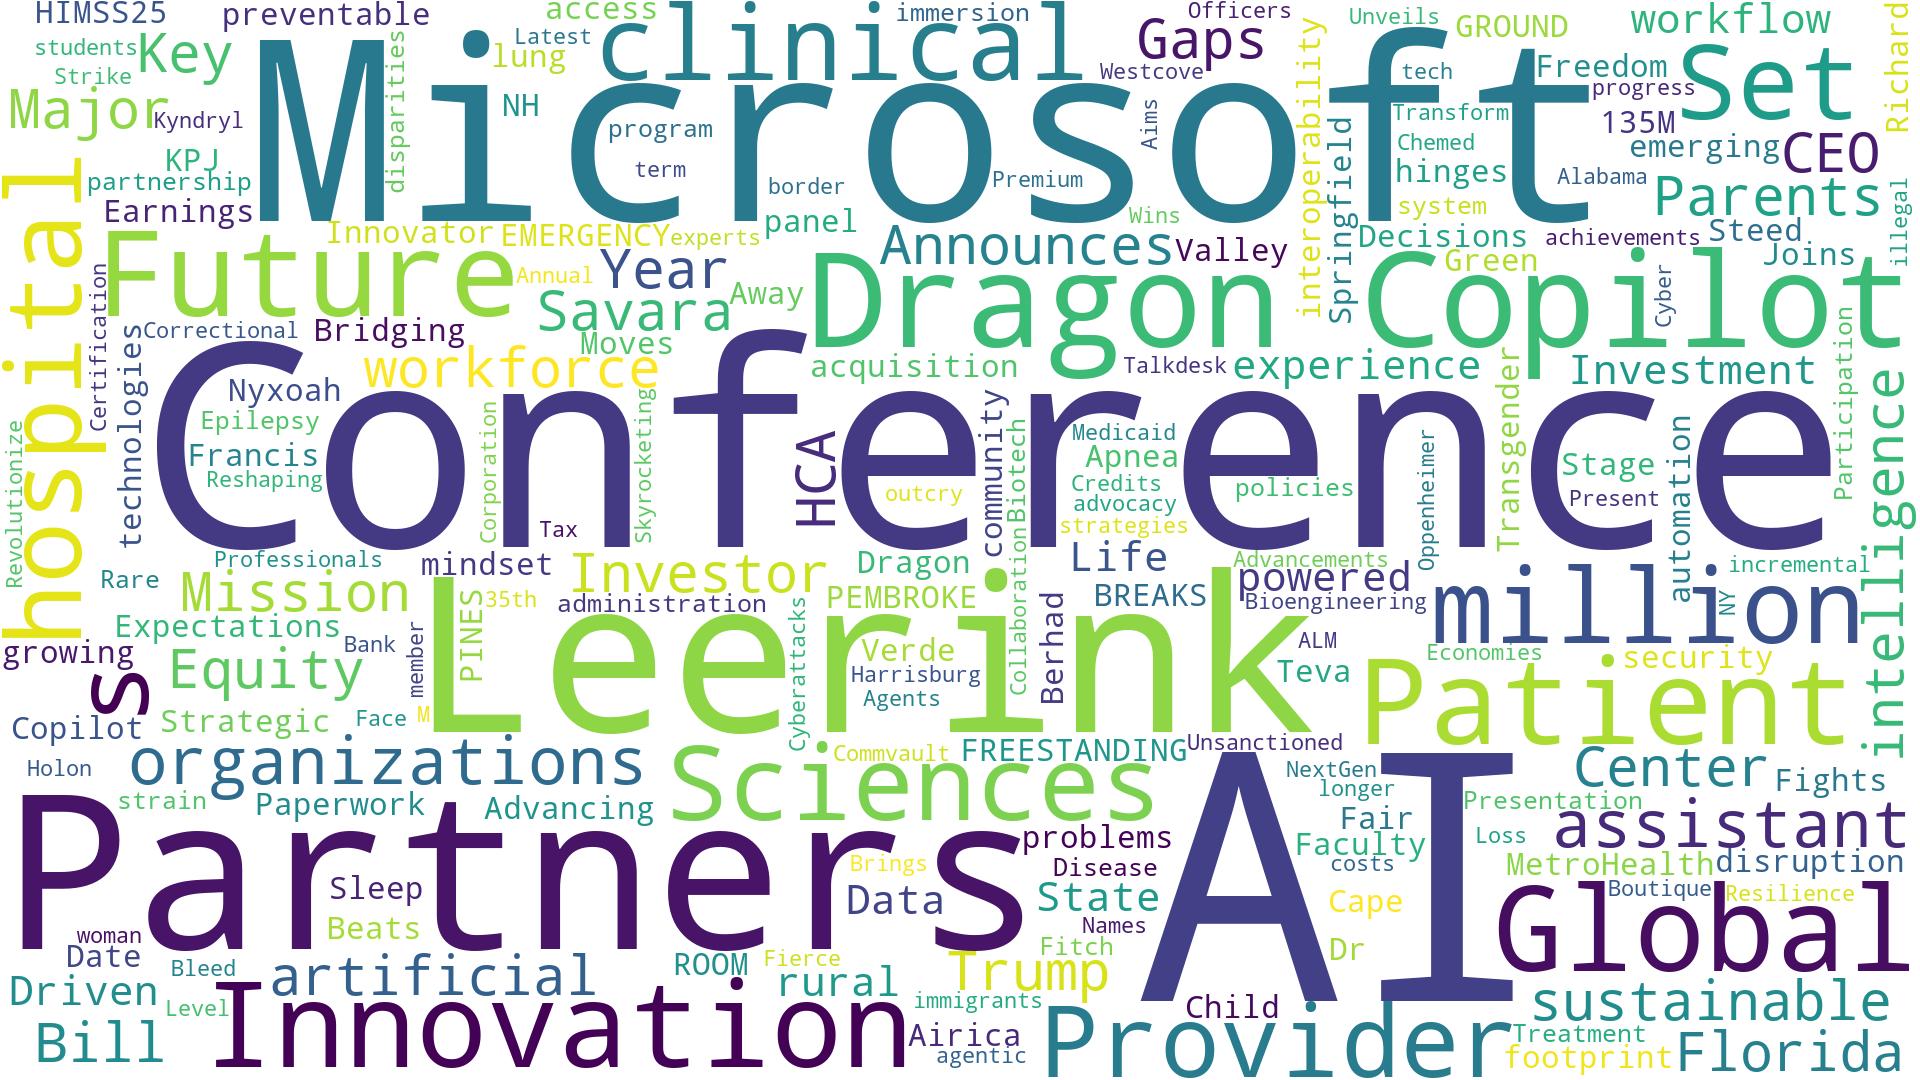 HIMSS25
preventable
access
immersion
Officers
Unveils
GROUND
workflow
Richard
students
Key
Latest
lung
clinical
Gaps
Set
Strike
Microsoft
disparities
Westcove
interoperability
tech
Freedom
progress
Major
Kyndryl
NH
program
Aims
Transform
135M
CEO
KPJ
term
Chemed
emerging
partnership
border
Premium
hinges
Alabama
Parents
hospital
Earnings
panel
Wins
Springfield
system
illegal
Innovator
EMERGENCY
experts
Announces
Valley
Decisions
achievements
Steed
Future
Annual
Year
Green
Joins
Savara
Away
Dragon
Copilot
Cyber
Certification
Correctional
Bridging
Moves
technologies
workforce
acquisition
Talkdesk
experience
Investment
Participation
Nyxoah
Conference
Transgender
intelligence
Epilepsy
Corporation
Skyrocketing
HCA
community
Biotech
Medicaid
Oppenheimer
automation
Francis
Apnea
Stage
Revolutionize
Reshaping
outcry
Credits
policies
Present
advocacy
Tax
strategies
Professionals
mindset
Investor
Dragon
Collaboration
Life
Advancements
incremental
Rare
Mission
PINES
35th
administration
PEMBROKE
BREAKS
powered
Bioengineering
million
NY
Expectations
Bank
member
Leerink
Cyberattacks
Verde
Berhad
ALM
Economies
security
growing
Equity
Harrisburg
Teva
s
Agents
Patient
Copilot
Strategic
Face
M
organizations
Commvault
FREESTANDING
Unsanctioned
Holon
Sciences
NextGen
Center
Fights
strain
Paperwork
Advancing
longer
Presentation
Partners
AI
problems
Fair
Loss
assistant
Faculty
Brings
Disease
costs
MetroHealth
disruption
Sleep
Data
State
Cape
Boutique
Resilience
Beats
Names
Global
woman
Fitch
Dr
Date
Bleed
artificial
ROOM
Fierce
Trump
Driven
Level
rural
immigrants
Child
sustainable
Bill
Innovation
Airica
Provider
Treatment
agentic
footprint
Florida